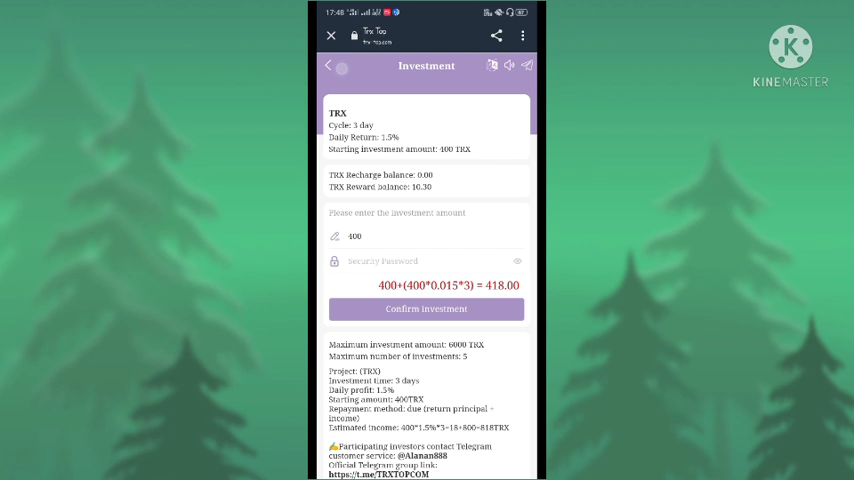 17:48
57
Trx Top
trx-top.com
Investment
K
KINEMASTER
TRX
Cycle: 3 day
Daily Return: 1.5%
Starting investment amount: 400 TRX
TRX Recharge balance: 0.00
TRX Reward balance: 10.30
Please enter the investment amount
400
Security Password
400+(400*0.015*3) = 418.00
Confirm investment
Maximum investment amount: 6000 TRX
Maximum number of investments: 5
Project: (TRX)
Investment time: 3 days
Daily profit: 1.5%
Starting amount: 400TRX
Repayment method: due (return principal +
income)
Estimated income: 400*1.5%*3=18+800=818TRX
✍Participating investors contact Telegram
customer service: @Alanan888
Official Telegram group link:
https://t.me/TRXTOPCOM